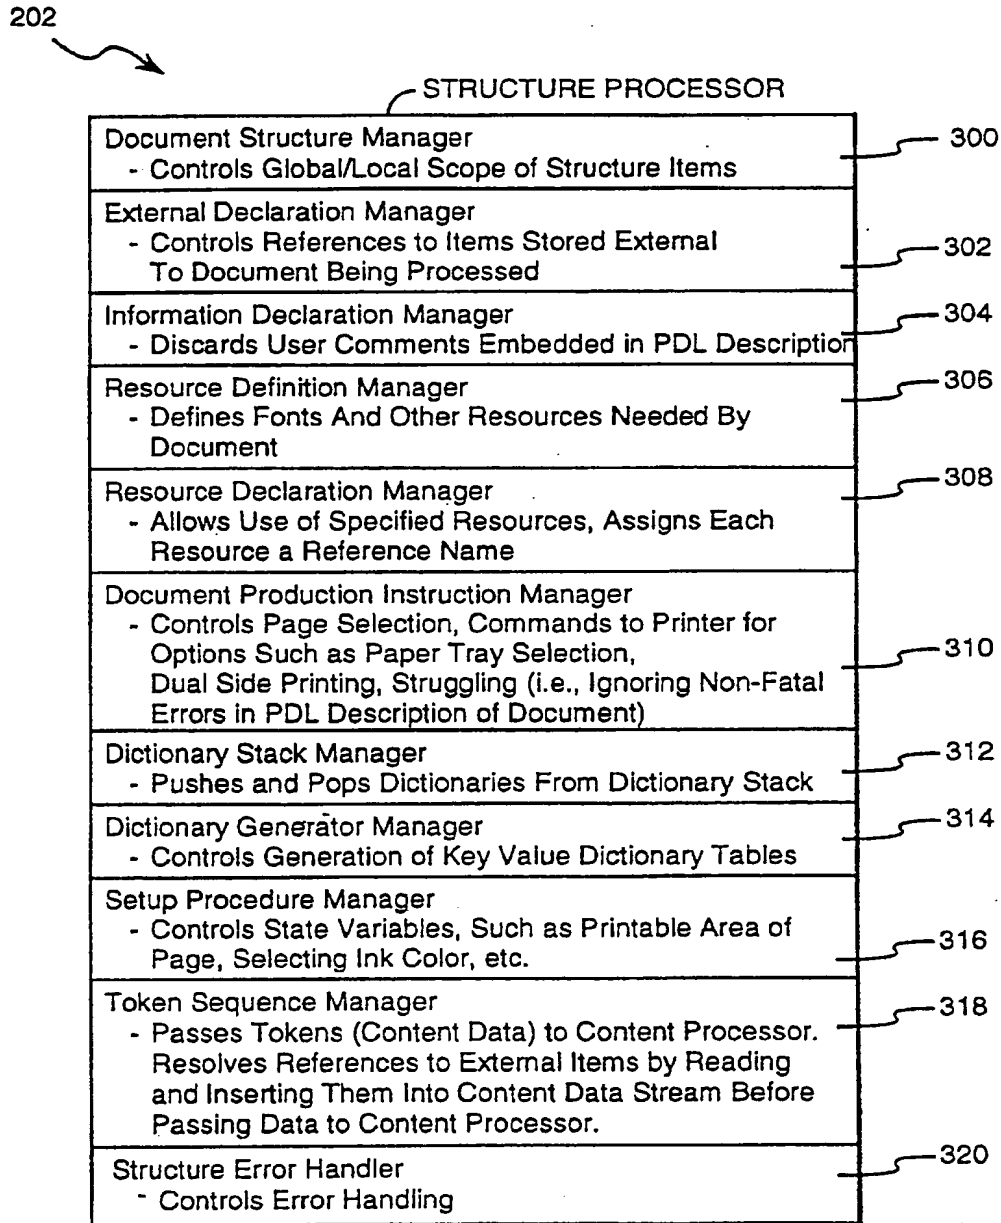 202
STRUCTURE PROCESSOR
Document Structure Manager
- Controls Global/Local Scope of Structure Items
300
External Declaration Manager
- Controls References to Items Stored External
To Document Being Processed
302
Information Declaration Manager
- Discards User Comments Embedded in PDL Description
304
Resource Definition Manager
- Defines Fonts And Other Resources Needed By
Document
306
Resource Declaration Manager
- Allows Use of Specified Resources, Assigns Each
Resource a Reference Name
308
Document Production Instruction Manager
- Controls Page Selection, Commands to Printer for
Options Such as Paper Tray Selection,
Dual Side Printing, Struggling (i.e., Ignoring Non-Fatal
Errors in PDL Description of Document)
310
Dictionary Stack Manager
- Pushes and Pops Dictionaries From Dictionary Stack
312
Dictionary Generator Manager
- Controls Generation of Key Value Dictionary Tables
314
Setup Procedure Manager
- Controls State Variables, Such as Printable Area of
Page, Selecting Ink Color, etc.
316
Token Sequence Manager
- Passes Tokens (Content Data) to Content Processor.
Resolves References to External Items by Reading
and Inserting Them Into Content Data Stream Before
Passing Data to Content Processor.
318
Structure Error Handler
- Controls Error Handling
320